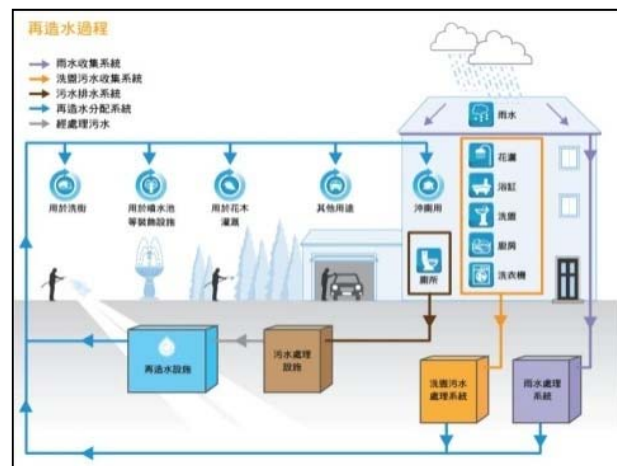 再造水過程
雨水收集系統
洗盥污水收集系統
污水排水系統
再造水分配系統
經處理污水
雨水
花灑
浴缸
洗盥
廚房
洗衣機
用於洗街
用於噴水池
等裝飾設施
用於花木
灌溉
其他用途
沖廁用
廁所
再造水設施
污水處理
設施
洗盥污水
處理系統
雨水處理
系統